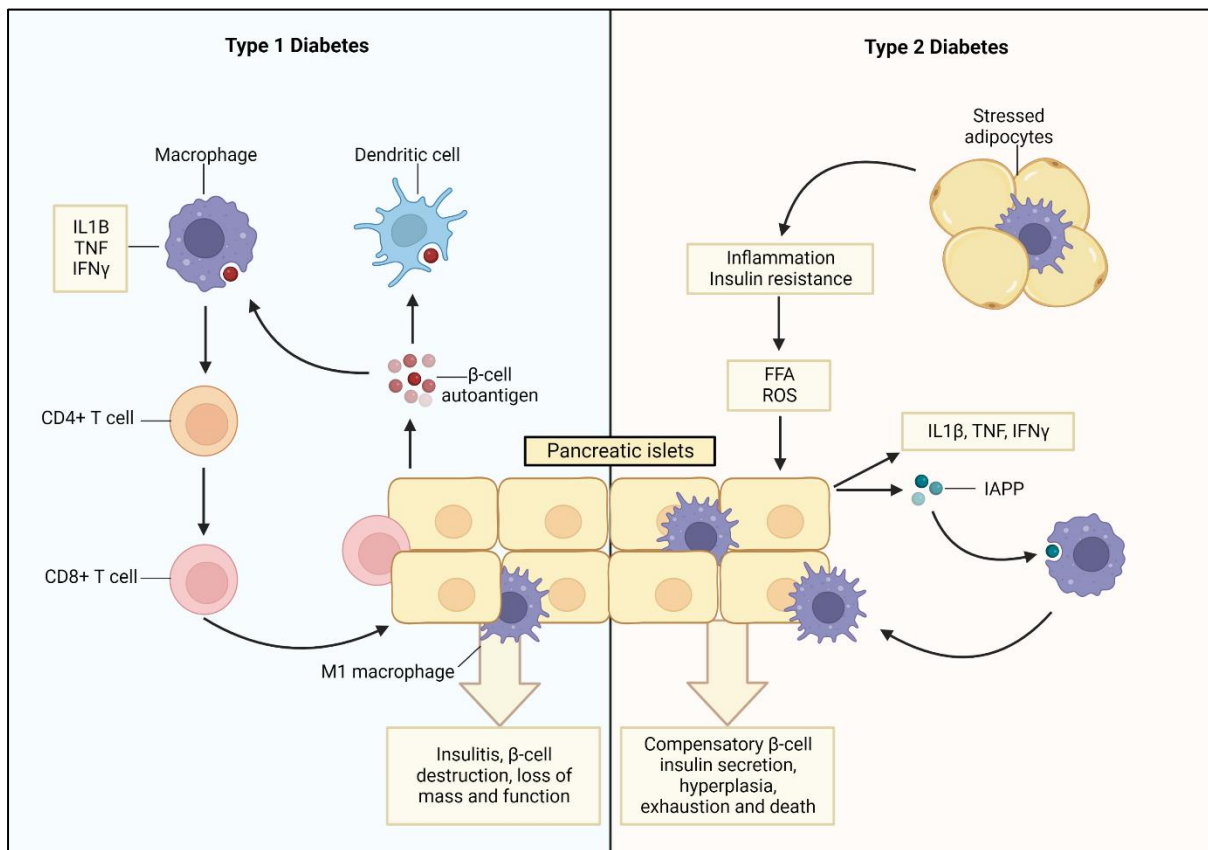 Type 1 Diabetes
Macrophage
Dendritic cell
IL1B
TNF
IFNγ
β-cell
autoantigen
CD4+ T cell
CD8+ T cell
M1 macrophage
Insulitis, β-cell
destruction, loss of
mass and function
Pancreatic islets
Type 2 Diabetes
Stressed
adipocytes
Inflammation
Insulin resistance
FFA
ROS
IL1β, TNF, IFNγ
IAPP
Compensatory β-cell
insulin secretion,
hyperplasia,
exhaustion and death